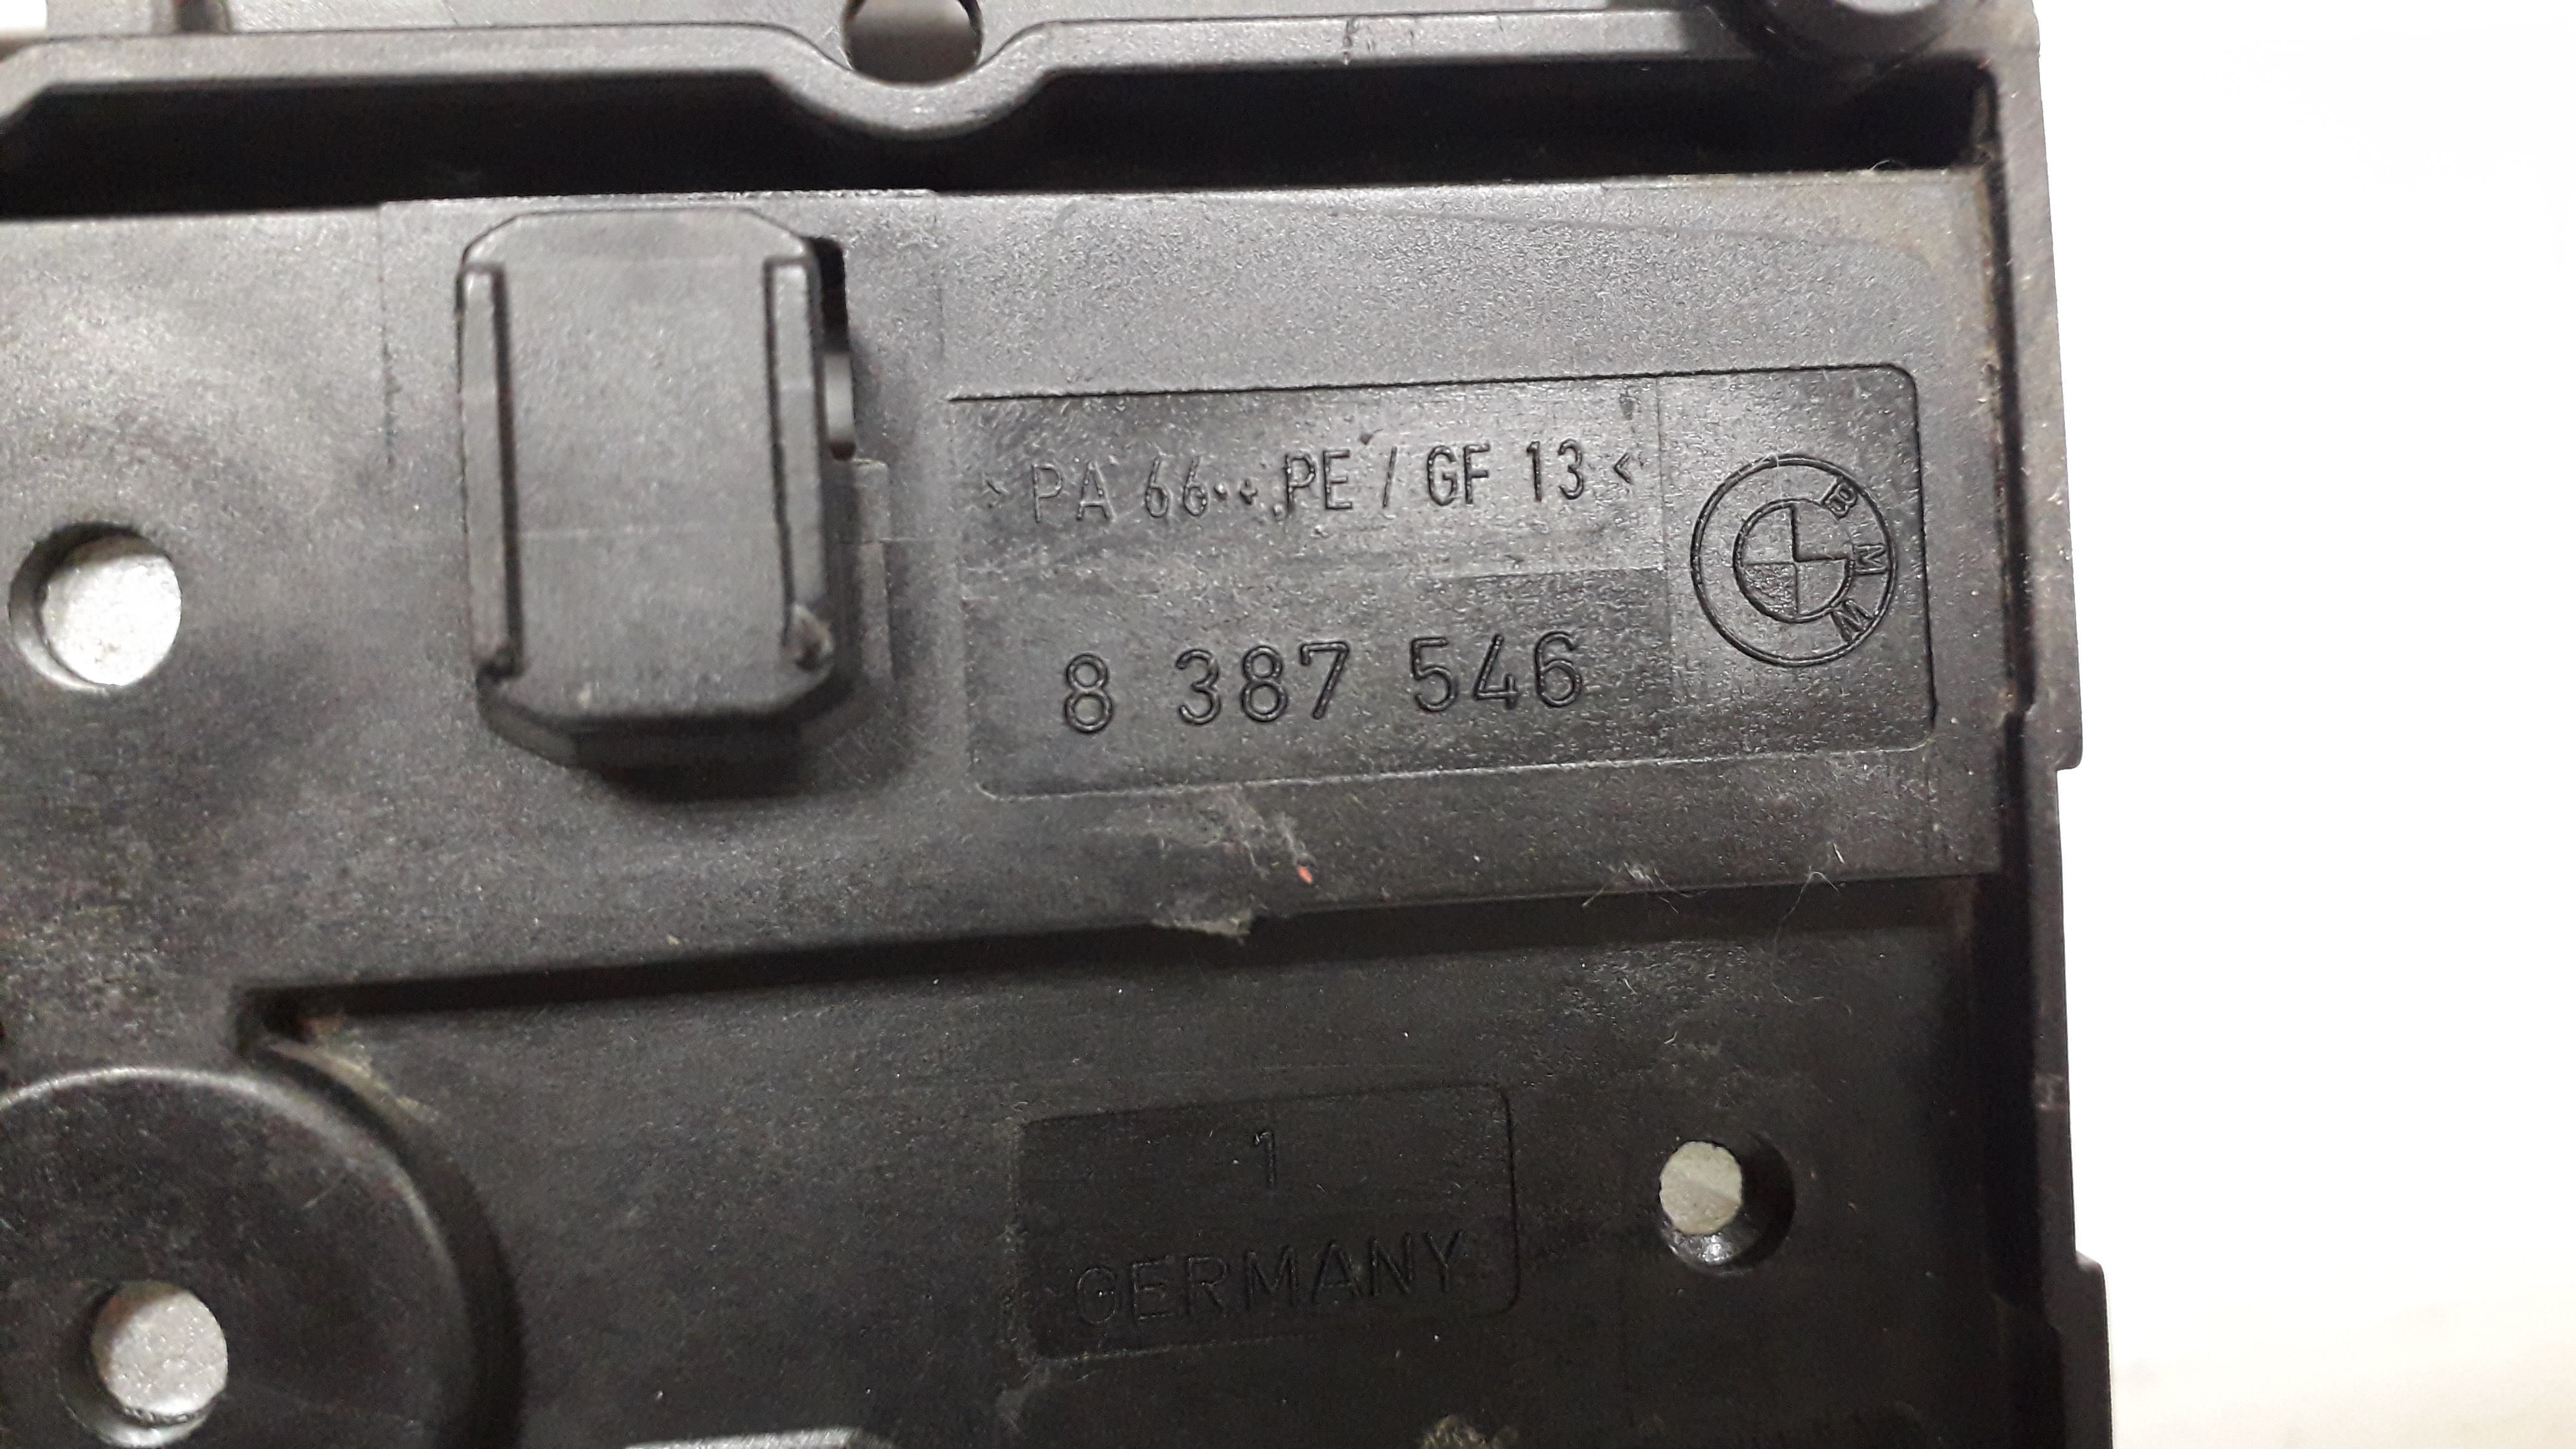 >PA 66++PE / GF 13<
BMW
8 387 546
1
GERMANY